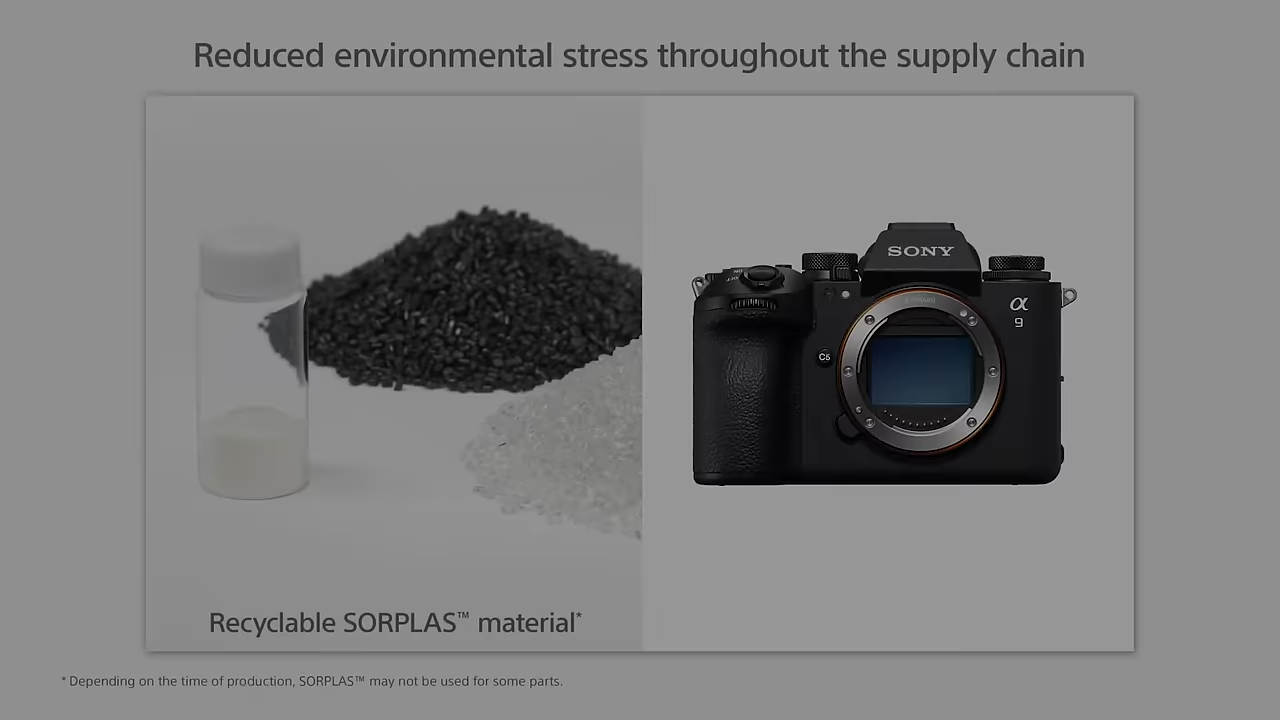 Reduced environmental stress throughout the supply chain
SONY
α
9
C5
Recyclable SORPLAS™ material*
* Depending on the time of production, SORPLAS™ may not be used for some parts.